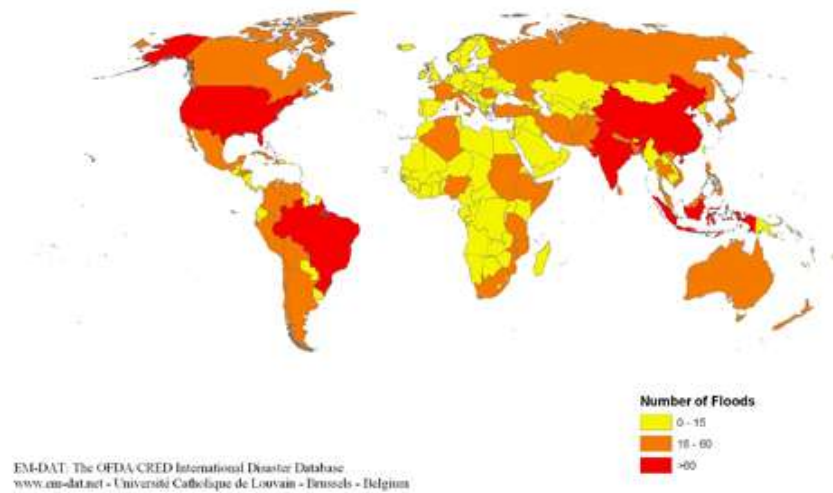 Number of Floods
0 - 15
16 - 60
>60
EM-DAT: The OFDA/CRED International Disaster Database
www.em-dat.net - Université Catholique de Louvain - Brussels - Belgium